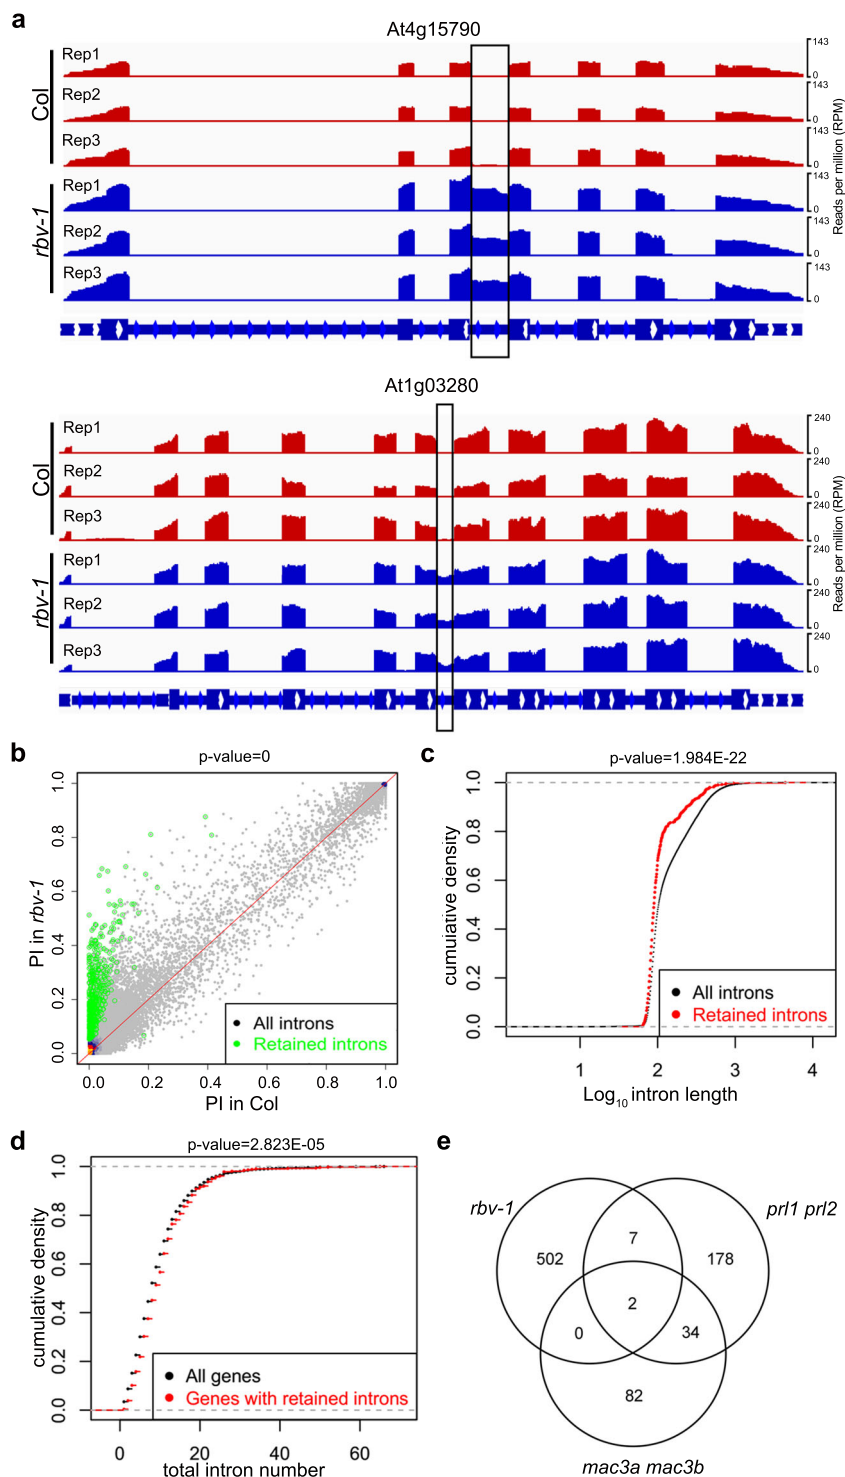 a
At4g15790
Col
Rep1
143
0
Rep2
143
0
Rep3
143
0
rbv-1
Rep1
143
0
Rep2
143
0
Rep3
143
0
Reads per million (RPM)
At1g03280
Col
Rep1
240
0
Rep2
240
0
Rep3
240
0
rbv-1
Rep1
240
0
Rep2
240
0
Rep3
240
0
Reads per million (RPM)
b
p-value=0
PI in rbv-1
1.0
0.8
0.6
0.4
0.2
0.0
All introns
Retained introns
0.0 0.2 0.4 0.6 0.8 1.0
PI in Col
c
p-value=1.984E-22
cumulative density
1.0
0.8
0.6
0.4
0.2
0.0
All introns
Retained introns
1 2 3 4
Log10 intron length
d
p-value=2.823E-05
cumulative density
1.0
0.8
0.6
0.4
0.2
0.0
All genes
Genes with retained introns
0 20 40 60
total intron number
e
rbv-1
prl1 prl2
7
502
178
2
0
34
82
mac3a mac3b